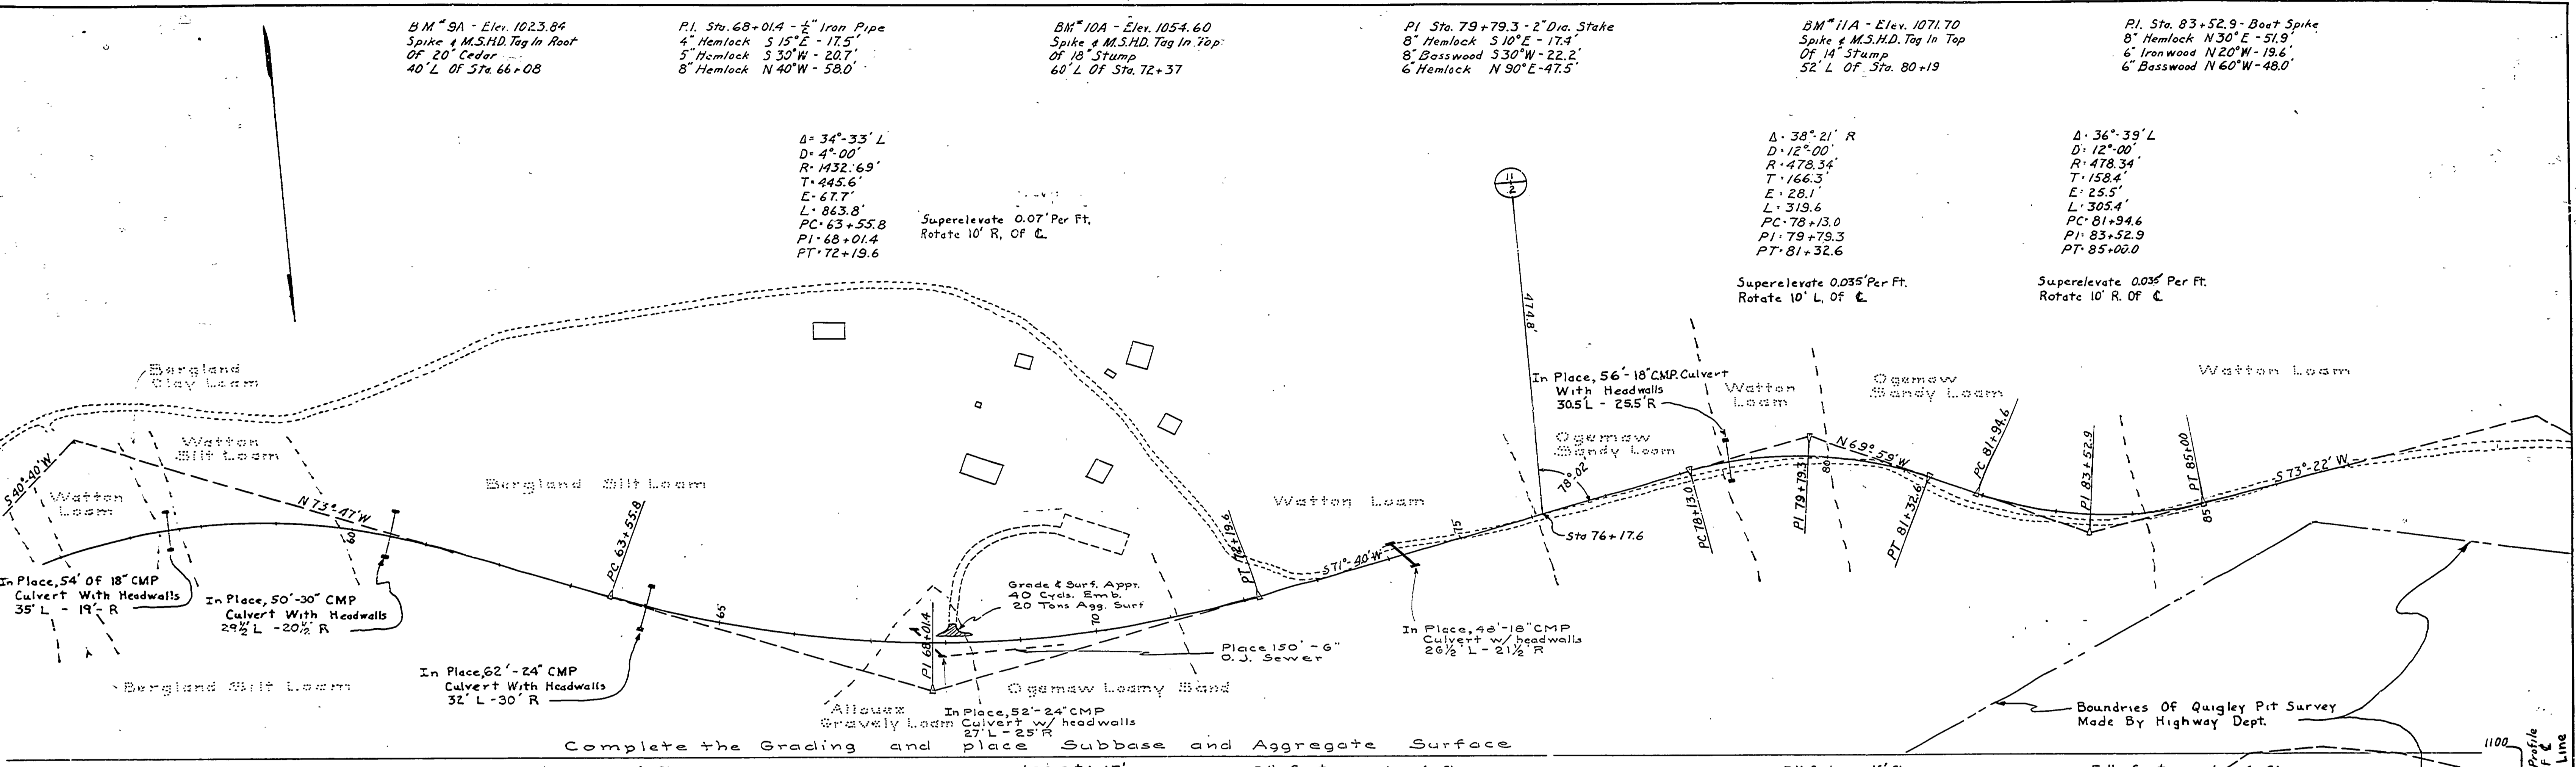 BM#9A - Elev. 1023.84
Spike & M.S.H.D. Tag In Root
Of 20" Cedar
40' L Of Sta. 66+08
P.I. Sta. 68+01.4 - ½" Iron Pipe
4" Hemlock S 15° E - 17.5'
5" Hemlock S 30° W - 20.7'
8" Hemlock N 40° W - 58.0'
BM#10A - Elev. 1054.60
Spike & M.S.H.D. Tag In Top
Of 18" Stump
60' L Of Sta. 72+37
PI Sta. 79+79.3 - 2" Dia. Stake
8" Hemlock S 10° E - 17.4'
8" Basswood S 30° W - 22.2'
6" Hemlock N 90° E - 47.5'
BM#11A - Elev. 1071.70
Spike & M.S.H.D. Tag In Top
Of 14" Stump
52' L Of Sta. 80+19
P.I. Sta. 83+52.9 - Boat Spike
8" Hemlock N 30° E - 51.9'
6" Ironwood N 20° W - 19.6'
6" Basswood N 60° W - 48.0'
Δ = 34°-33' L
D = 4°-00'
R = 1432.69'
T = 445.6'
E = 67.7'
L = 863.8'
PC = 63+55.8
PI = 68+01.4
PT = 72+19.6
Superelevate 0.07' Per Ft.
Rotate 10' R, Of ℄
Δ = 38°-21' R
D = 12°-00'
R = 478.34'
T = 166.3'
E = 28.1'
L = 319.6
PC = 78+13.0
PI = 79+79.3
PT = 81+32.6
Superelevate 0.035' Per Ft.
Rotate 10' L, Of ℄
Δ = 36°-39' L
D = 12°-00'
R = 478.34'
T = 158.4'
E = 25.5'
L = 305.4'
PC = 81+94.6
PI = 83+52.9
PT = 85+00.0
Superelevate 0.035' Per Ft.
Rotate 10' R. Of ℄
11
2
474.8'
Bergland
Clay Loam
Watton
Silt Loam
S 40°-40' W
Watton
Loam
N 73°-47' W
60
Bergland Silt Loam
PC 63+55.8
In Place, 54' Of 18" CMP
Culvert With Headwalls
35' L - 19' - R
In Place, 50' - 30" CMP
Culvert With Headwalls
29½' L - 20½' R
Bergland Silt Loam
In Place, 62' - 24" CMP
Culvert With Headwalls
32' L - 30' R
65
PI 68+01.4
Grade & Surf. Appr.
40 Cyds. Emb.
20 Tons Agg. Surf
70
Place 150' - 6"
O.J. Sewer
Allouez
Gravely Loam
Ogemaw Loamy Sand
In Place, 52' - 24" CMP
Culvert w/ headwalls
27' L - 25' R
PT 72+19.6
Watton Loam
S 71°-40' W
75
In Place, 48' - 18" CMP
Culvert w/ headwalls
26½' L - 21½' R
Sta 76+17.6
78°-02'
In Place, 56' - 18" CMP. Culvert
With Headwalls
30.5 L - 25.5' R
Ogemaw
Sandy Loam
Watton
Loam
PC 78+13.0
PI 79+79.3
80
Ogemaw
Sandy Loam
N 69°-59' W
PT 81+32.6
PC 81+94.6
PI 83+52.9
PT 85+00
85
Watton Loam
S 73°-22' W
Boundries Of Quigley Pit Survey
Made By Highway Dept.
Complete the Grading and place Subbase and Aggregate Surface
1100
Profile
℄
Line